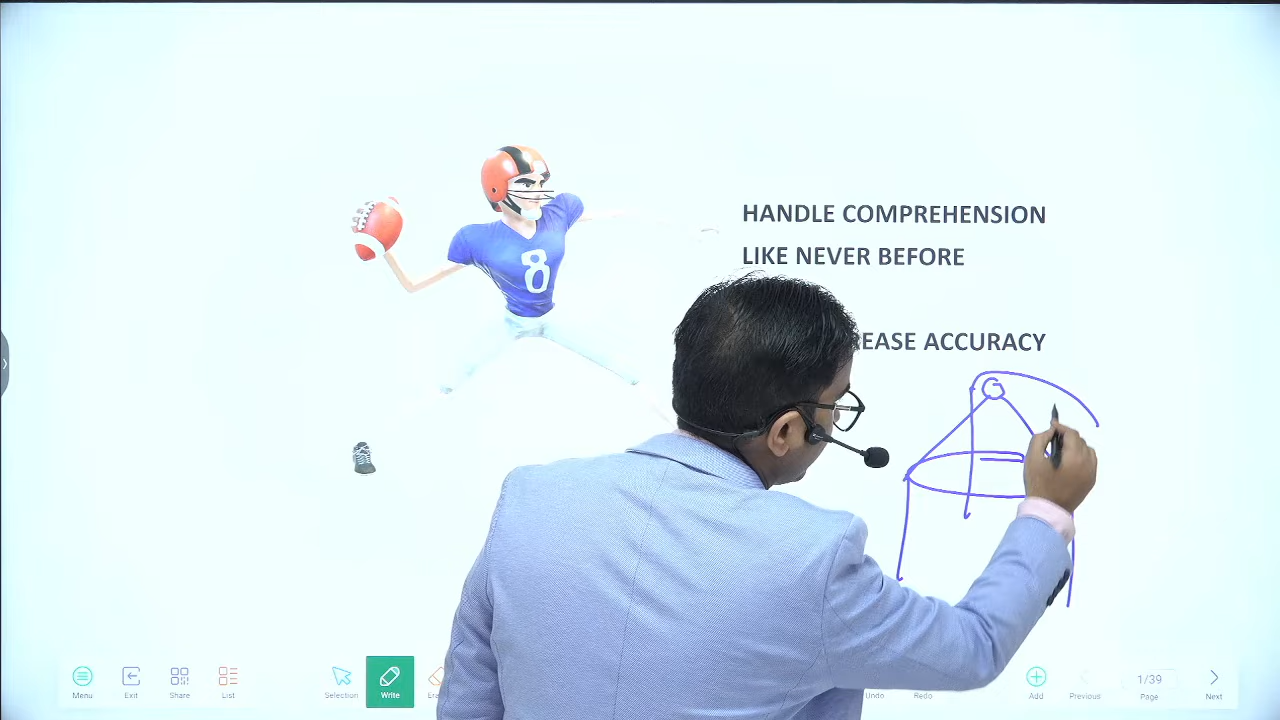 HANDLE COMPREHENSION
LIKE NEVER BEFORE
EASE ACCURACY
8
Menu
Exit
Share
List
Selection
Write
Undo
Redo
Add
Previous
1/39
Page
Next